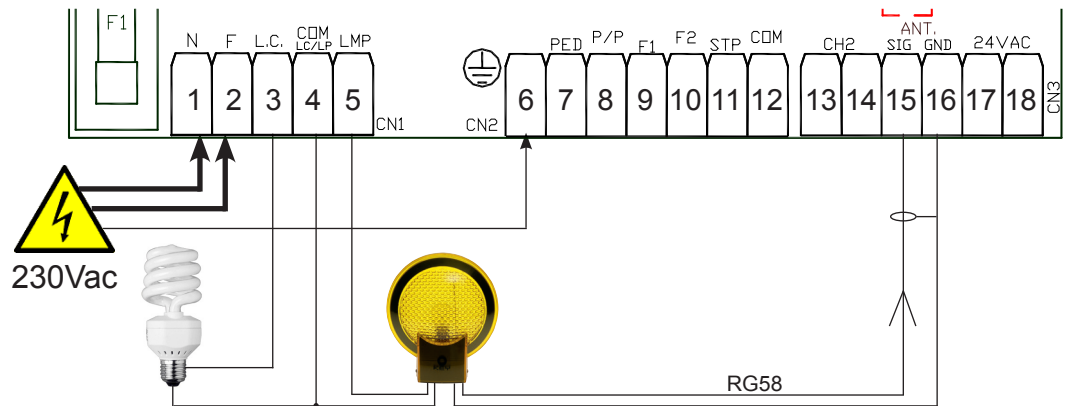 F1
N F L.C. COM LC/LP LMP
PED P/P F1 F2 STP COM
CH2 ANT. SIG GND 24VAC
1 2 3 4 5
6 7 8 9 10 11 12
13 14 15 16 17 18
CN1
CN2
CN3
230Vac
RG58